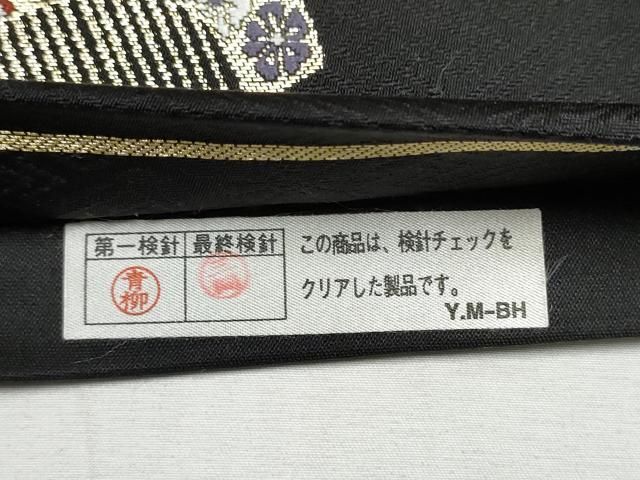 第一検針 最終検針
青柳
この商品は、検針チェックを
クリアした製品です。
Y.M-BH